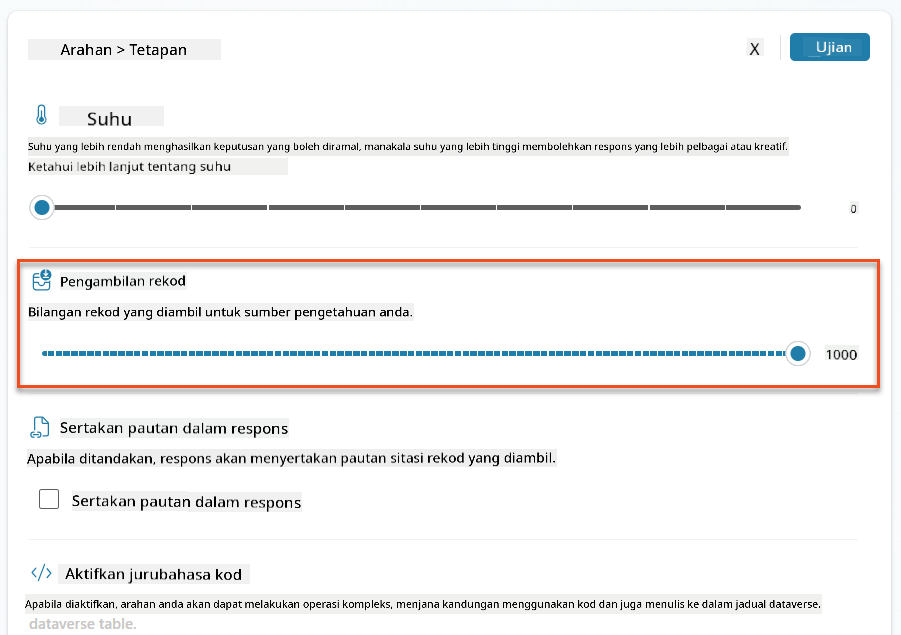 Arahan > Tetapan
X
Ujian
Suhu
Suhu yang lebih rendah menghasilkan keputusan yang boleh diramal, manakala suhu yang lebih tinggi membolehkan respons yang lebih pelbagai atau kreatif.
Ketahui lebih lanjut tentang suhu
0
Pengambilan rekod
Bilangan rekod yang diambil untuk sumber pengetahuan anda.
1000
Sertakan pautan dalam respons
Apabila ditandakan, respons akan menyertakan pautan sitasi rekod yang diambil.
Sertakan pautan dalam respons
Aktifkan jurubahasa kod
Apabila diaktifkan, arahan anda akan dapat melakukan operasi kompleks, menjana kandungan menggunakan kod dan juga menulis ke dalam jadual dataverse.
dataverse table.